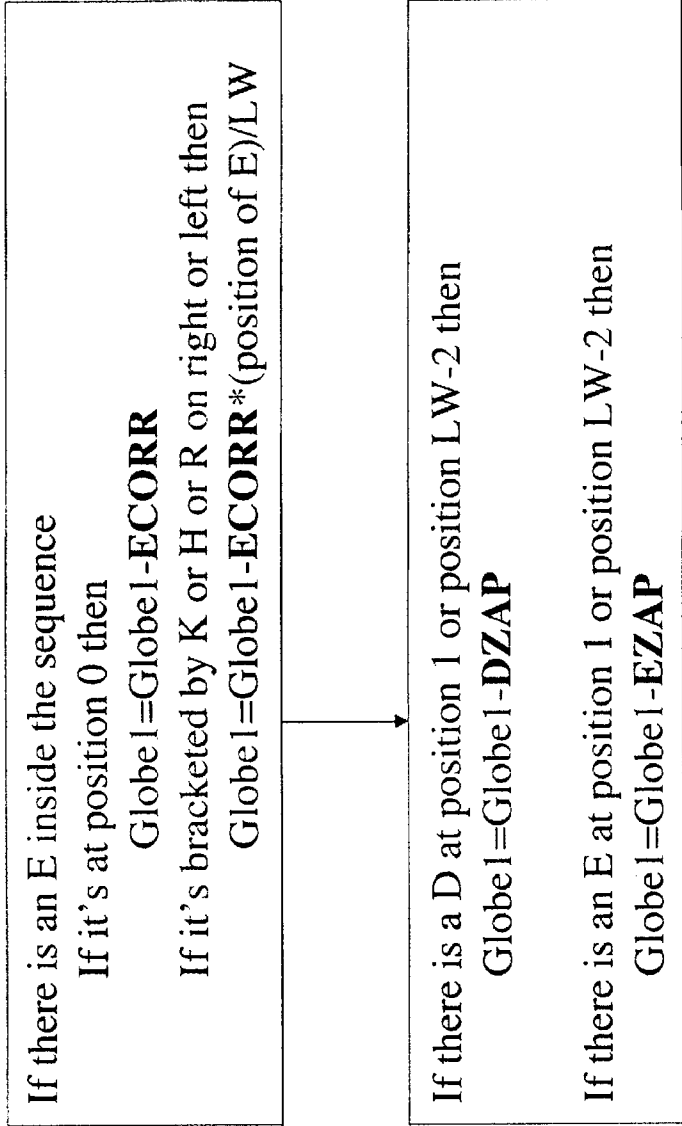 If there is an E inside the sequence
If it's at position 0 then
Globe1=Globe1-ECORR
If it's bracketed by K or H or R on right or left then
Globe1=Globe1-ECORR*(position of E)/LW
If there is a D at position 1 or position LW-2 then
Globe1=Globe1-DZAP
If there is an E at position 1 or position LW-2 then
Globe1=Globe1-EZAP